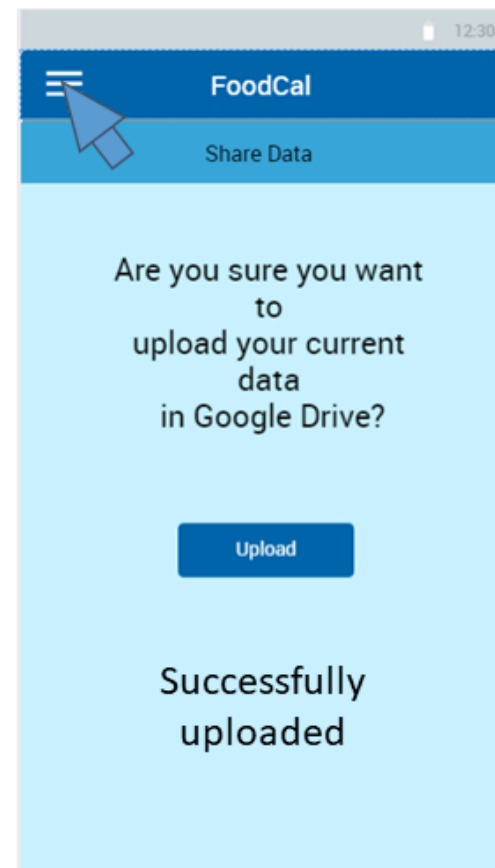 12:30
FoodCal
Share Data
Are you sure you want
to
upload your current
data
in Google Drive?
Upload
Successfully
uploaded